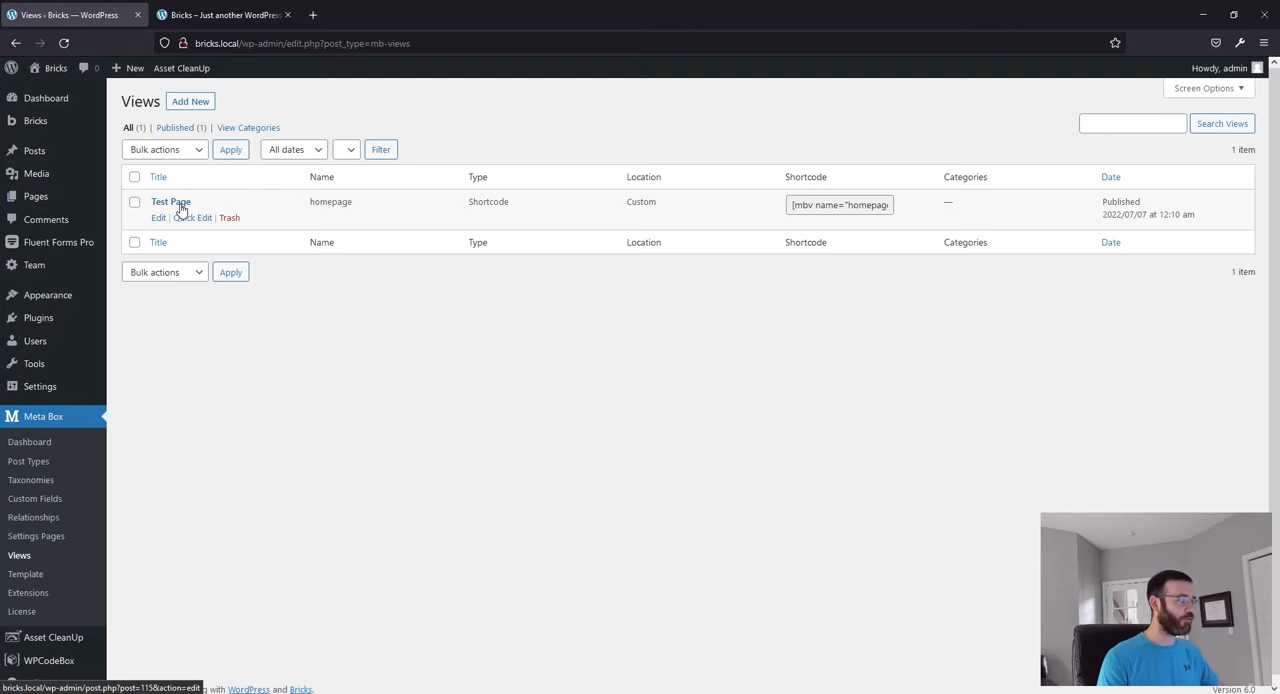 Views ‹ Bricks — WordPress
Bricks – Just another WordPress
bricks.local/wp-admin/edit.php?post_type=mb-views
Bricks
0
New
Asset CleanUp
Howdy, admin
Dashboard
Bricks
Posts
Media
Pages
Comments
Fluent Forms Pro
Team
Appearance
Plugins
Users
Tools
Settings
Meta Box
Dashboard
Post Types
Taxonomies
Custom Fields
Relationships
Settings Pages
Views
Template
Extensions
License
Asset CleanUp
WPCodeBox
Screen Options
Views Add New
All (1) | Published (1) | View Categories
Search Views
Bulk actions Apply All dates Filter 1 item
Title Name Type Location Shortcode Categories Date
Test Page homepage Shortcode Custom [mbv name="homepag — Published
2022/07/07 at 12:10 am
Edit | Quick Edit | Trash
Title Name Type Location Shortcode Categories Date
Bulk actions Apply 1 item
bricks.local/wp-admin/post.php?post=115&action=edit
with WordPress and Bricks.
Version 6.0